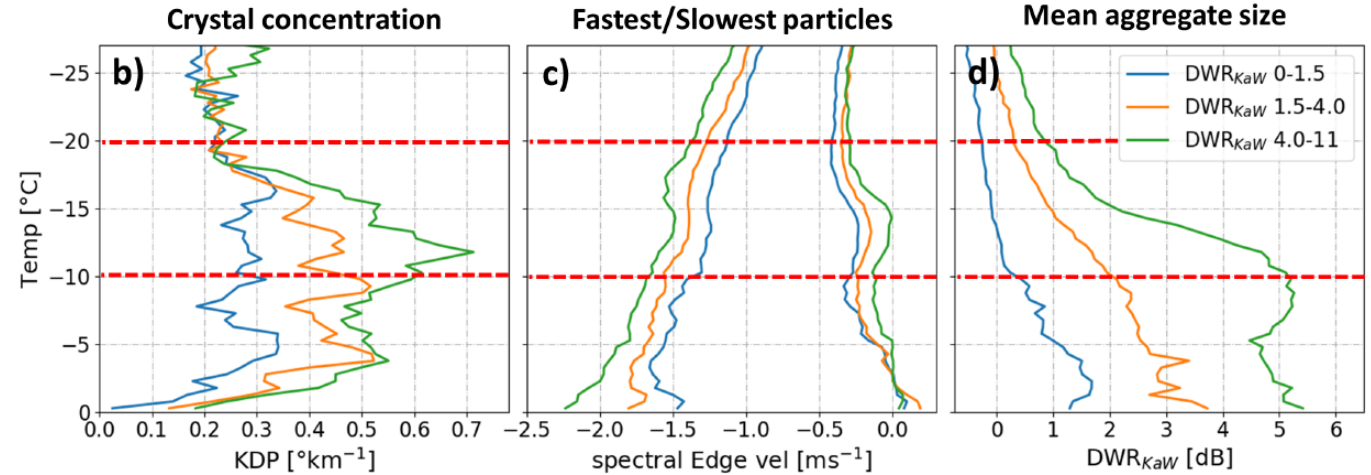 Crystal concentration
Fastest/Slowest particles
Mean aggregate size
b)
c)
d)
DWR_KaW 0-1.5
DWR_KaW 1.5-4.0
DWR_KaW 4.0-11
Temp [°C]
−25
−20
−15
−10
−5
0
0.0 0.1 0.2 0.3 0.4 0.5 0.6 0.7
−2.5 −2.0 −1.5 −1.0 −0.5 0.0
0 1 2 3 4 5 6
KDP [°km⁻¹]
spectral Edge vel [ms⁻¹]
DWR_KaW [dB]